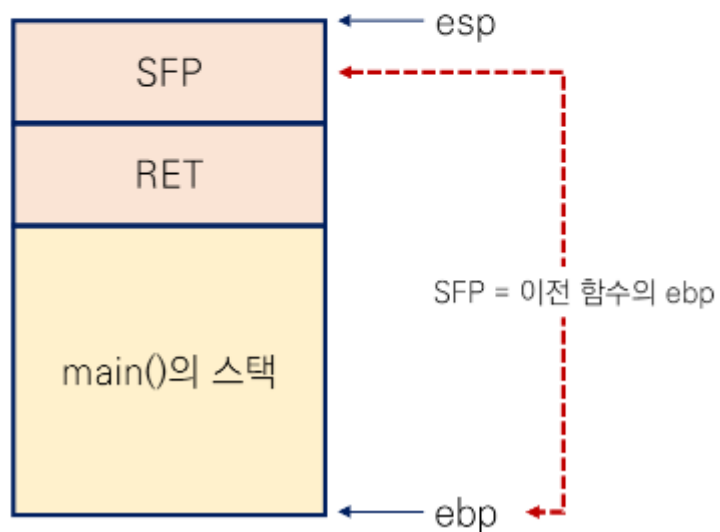 esp
SFP
RET
SFP = 이전 함수의 ebp
main()의 스택
ebp